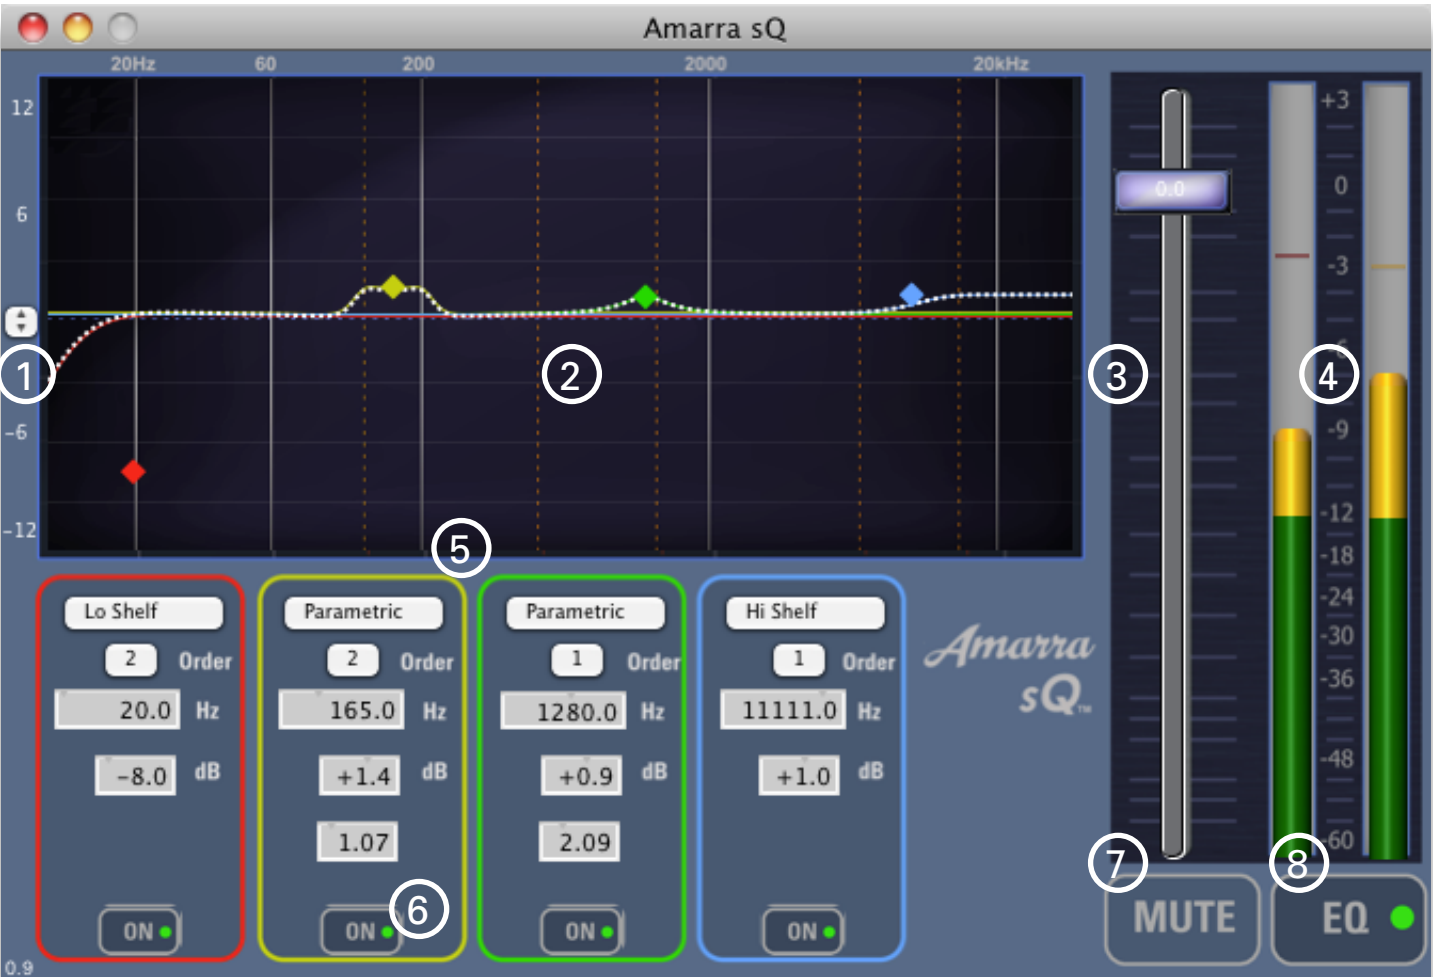 Amarra sQ
20Hz 60 200 2000 20kHz
12
6
-6
-12
1
2
3
4
5
0.0
+3
0
-3
-6
-9
-12
-18
-24
-30
-36
-48
-60
Lo Shelf Parametric Parametric Hi Shelf
2 Order 2 Order 1 Order 1 Order
20.0 Hz 165.0 Hz 1280.0 Hz 11111.0 Hz
-8.0 dB +1.4 dB +0.9 dB +1.0 dB
1.07 2.09
Amarra
sQ™
6
7
8
ON ON ON ON
MUTE EQ
0.9